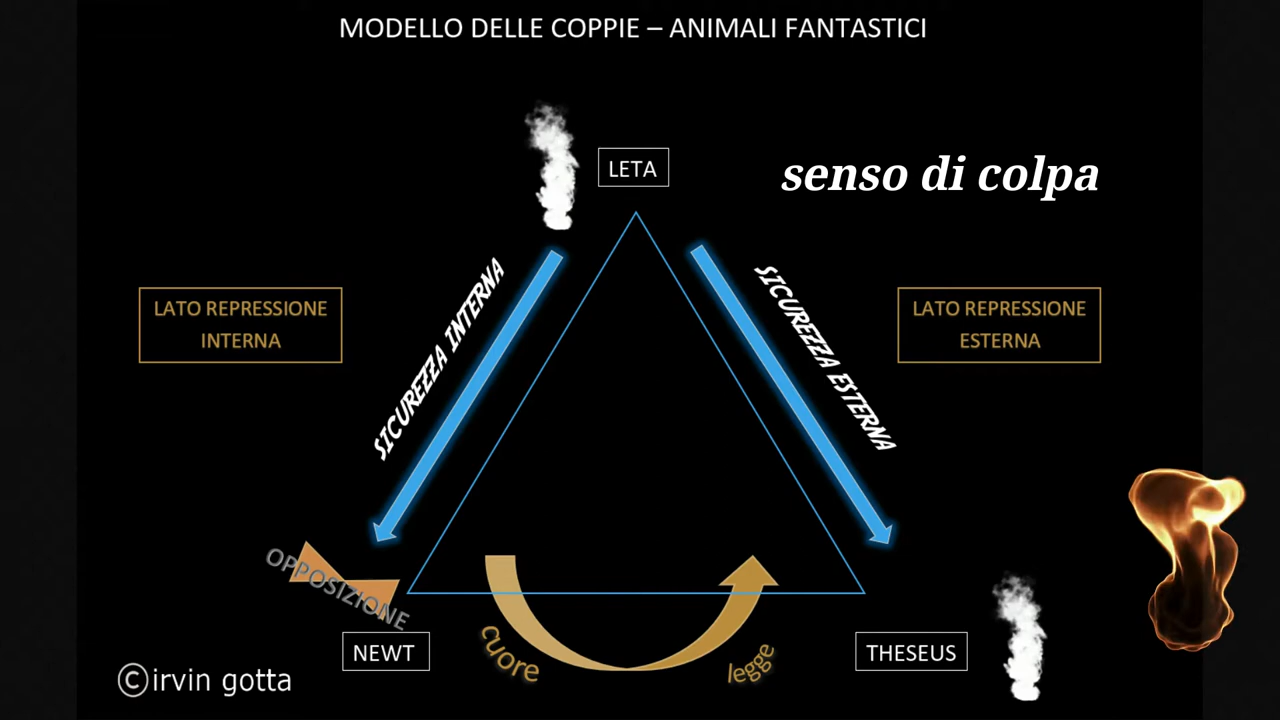 MODELLO DELLE COPPIE – ANIMALI FANTASTICI
LETA
senso di colpa
SICUREZZA INTERNA
SICUREZZA ESTERNA
LATO REPRESSIONE
INTERNA
LATO REPRESSIONE
ESTERNA
OPPOSIZIONE
NEWT
cuore
legge
THESEUS
©irvin gotta